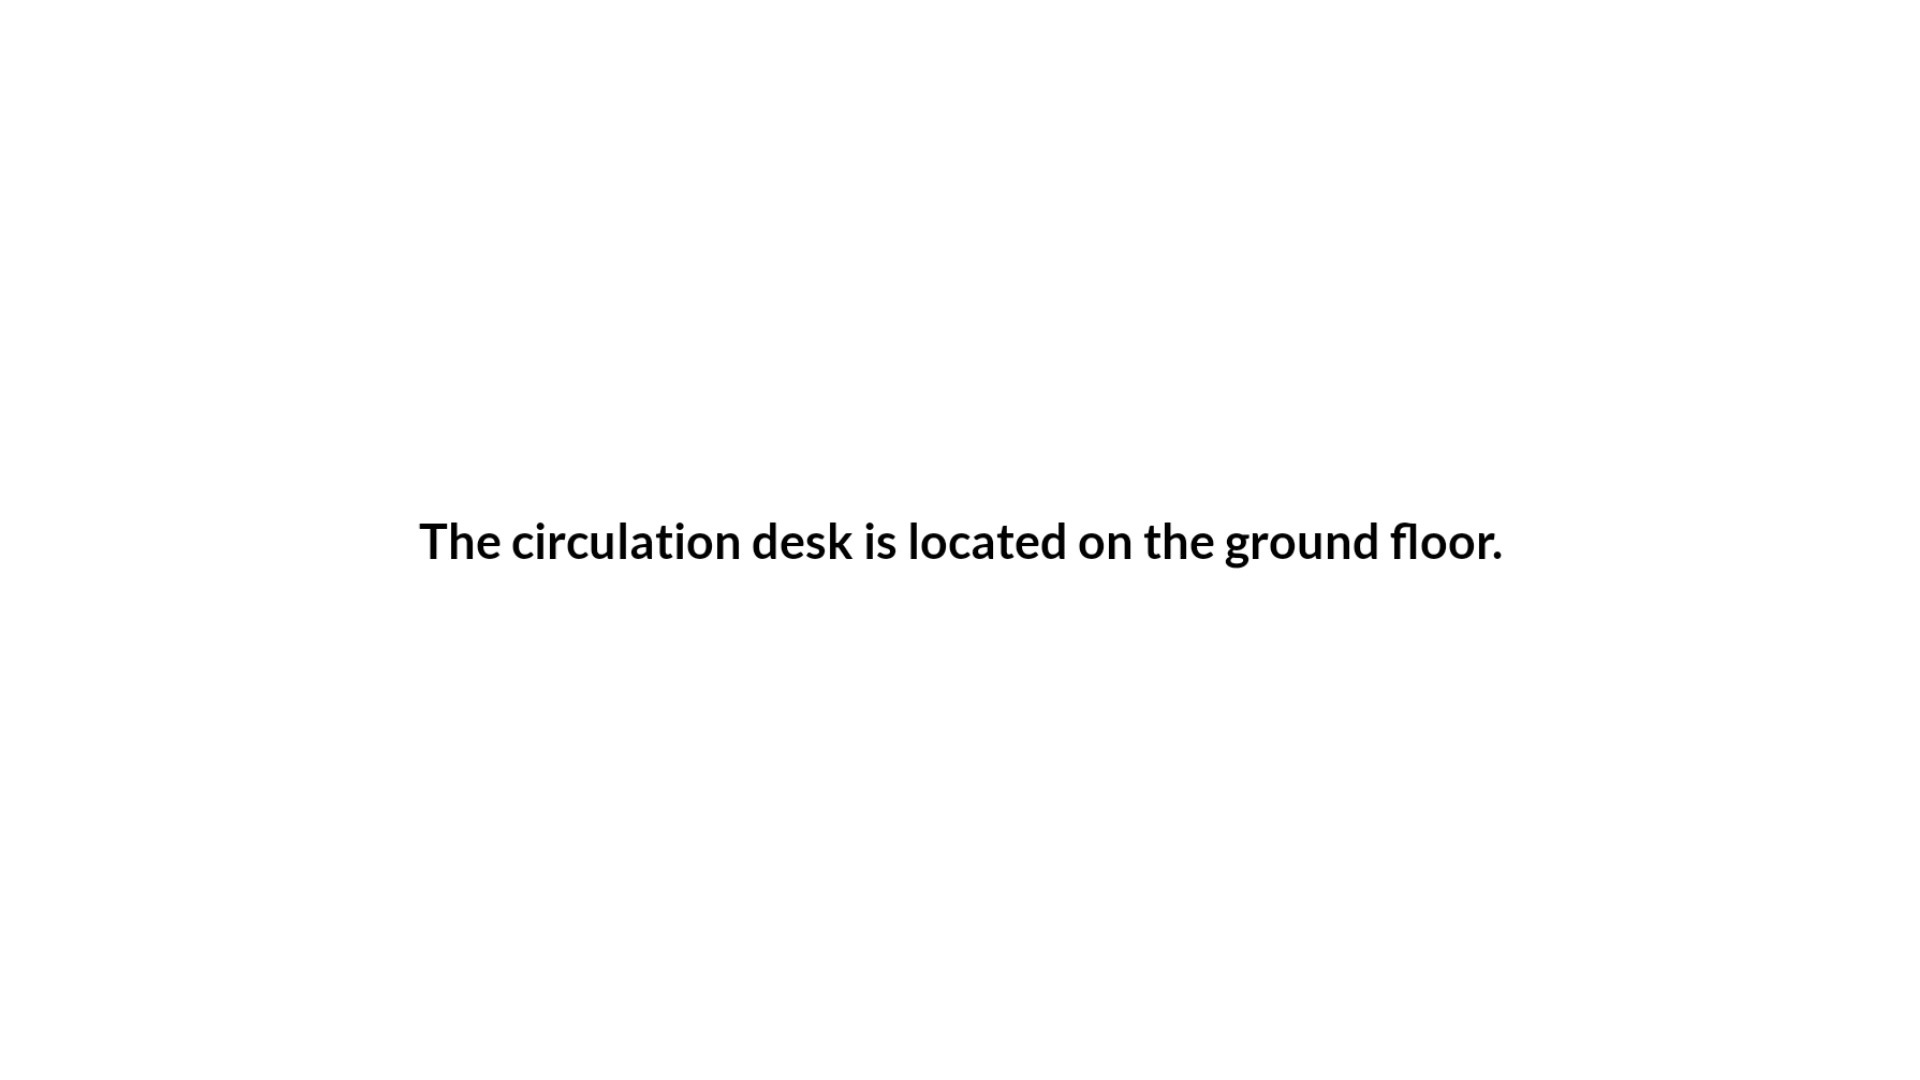 The circulation desk is located on the ground floor.